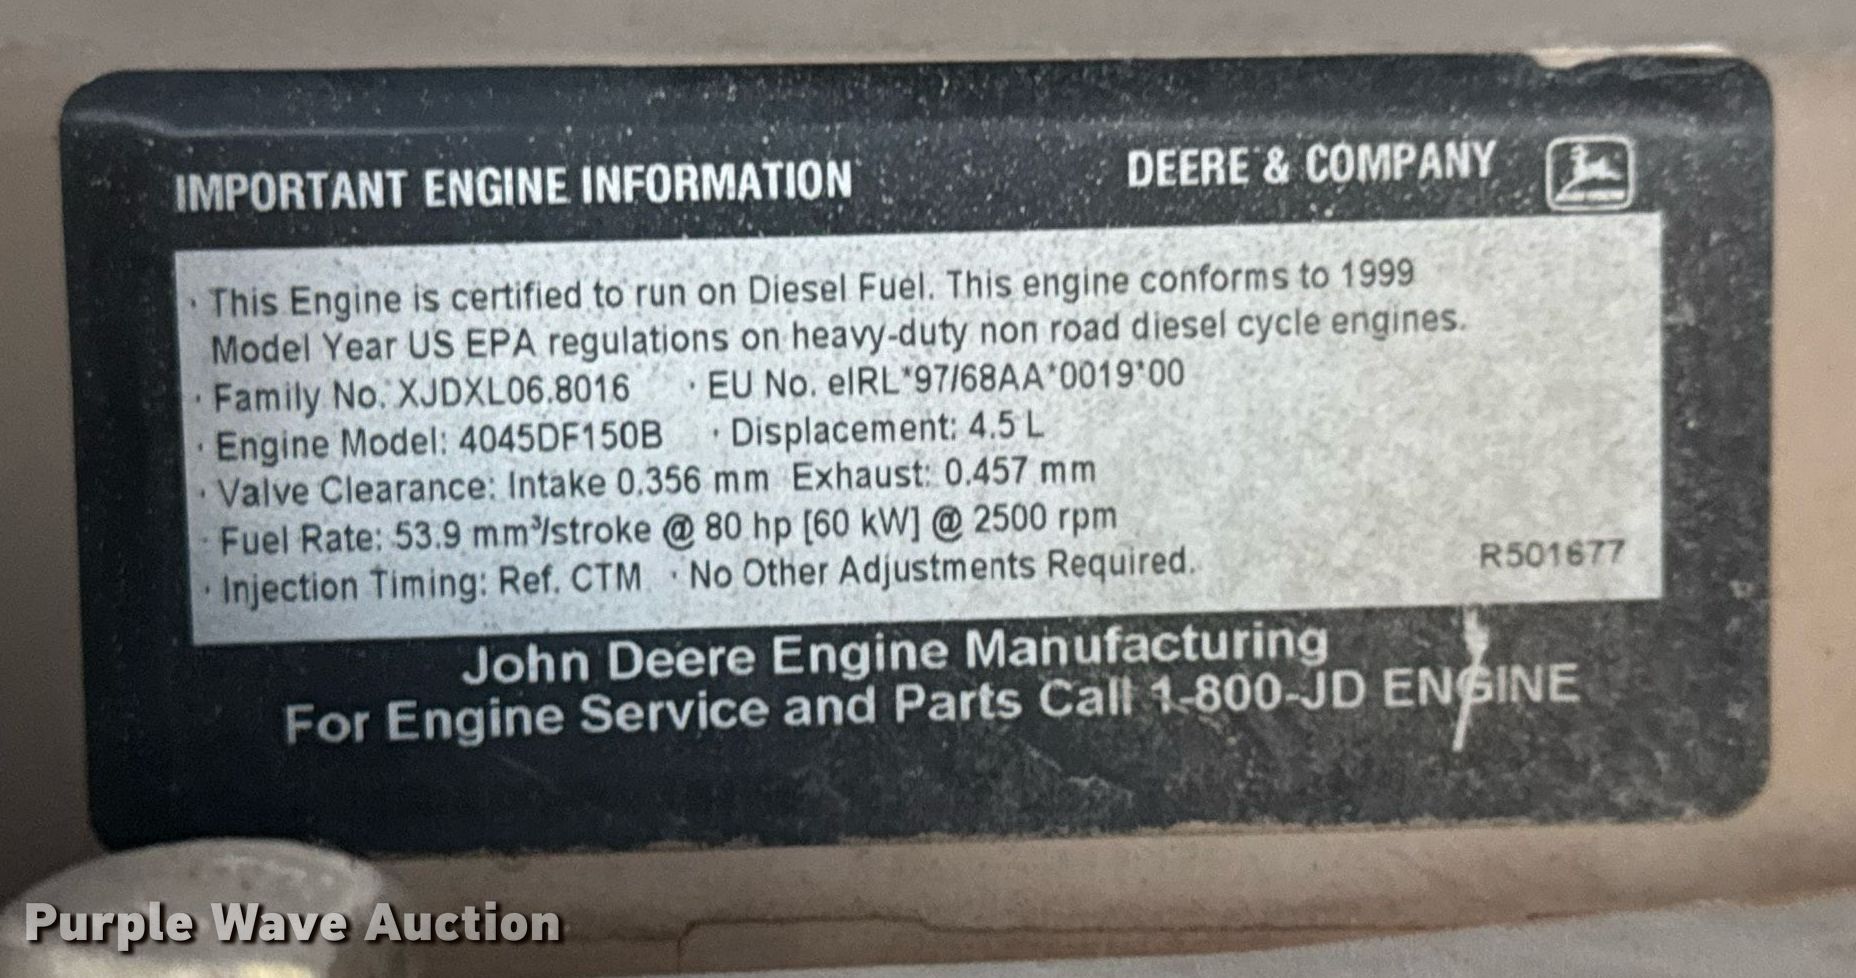 IMPORTANT ENGINE INFORMATION DEERE & COMPANY
· This Engine is certified to run on Diesel Fuel. This engine conforms to 1999
Model Year US EPA regulations on heavy-duty non road diesel cycle engines.
· Family No. XJDXL06.8016 · EU No. eIRL*97/68AA*0019*00
· Engine Model: 4045DF150B · Displacement: 4.5 L
· Valve Clearance: Intake 0.356 mm Exhaust: 0.457 mm
· Fuel Rate: 53.9 mm³/stroke @ 80 hp [60 kW] @ 2500 rpm
· Injection Timing: Ref. CTM · No Other Adjustments Required.
R501677
John Deere Engine Manufacturing
For Engine Service and Parts Call 1-800-JD ENGINE
Purple Wave Auction